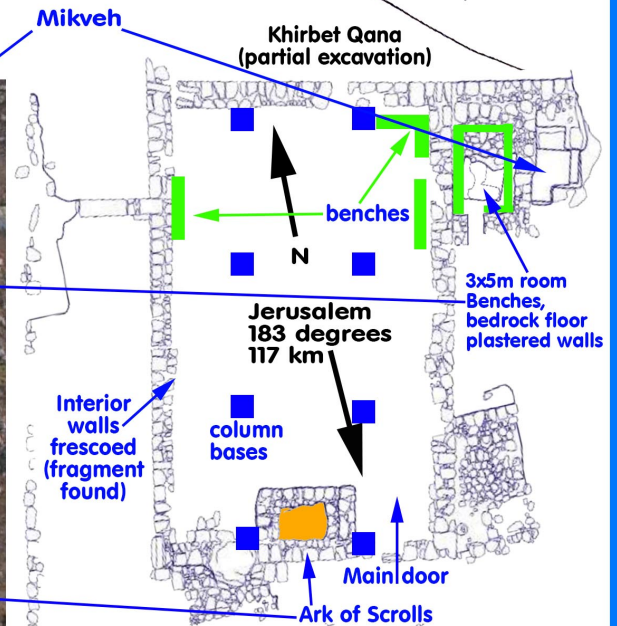 Mikveh
Khirbet Qana
(partial excavation)
benches
N
3x5m room
Benches,
bedrock floor
plastered walls
Jerusalem
183 degrees
117 km
Interior
walls
frescoed
(fragment
found)
column
bases
Main door
Ark of Scrolls